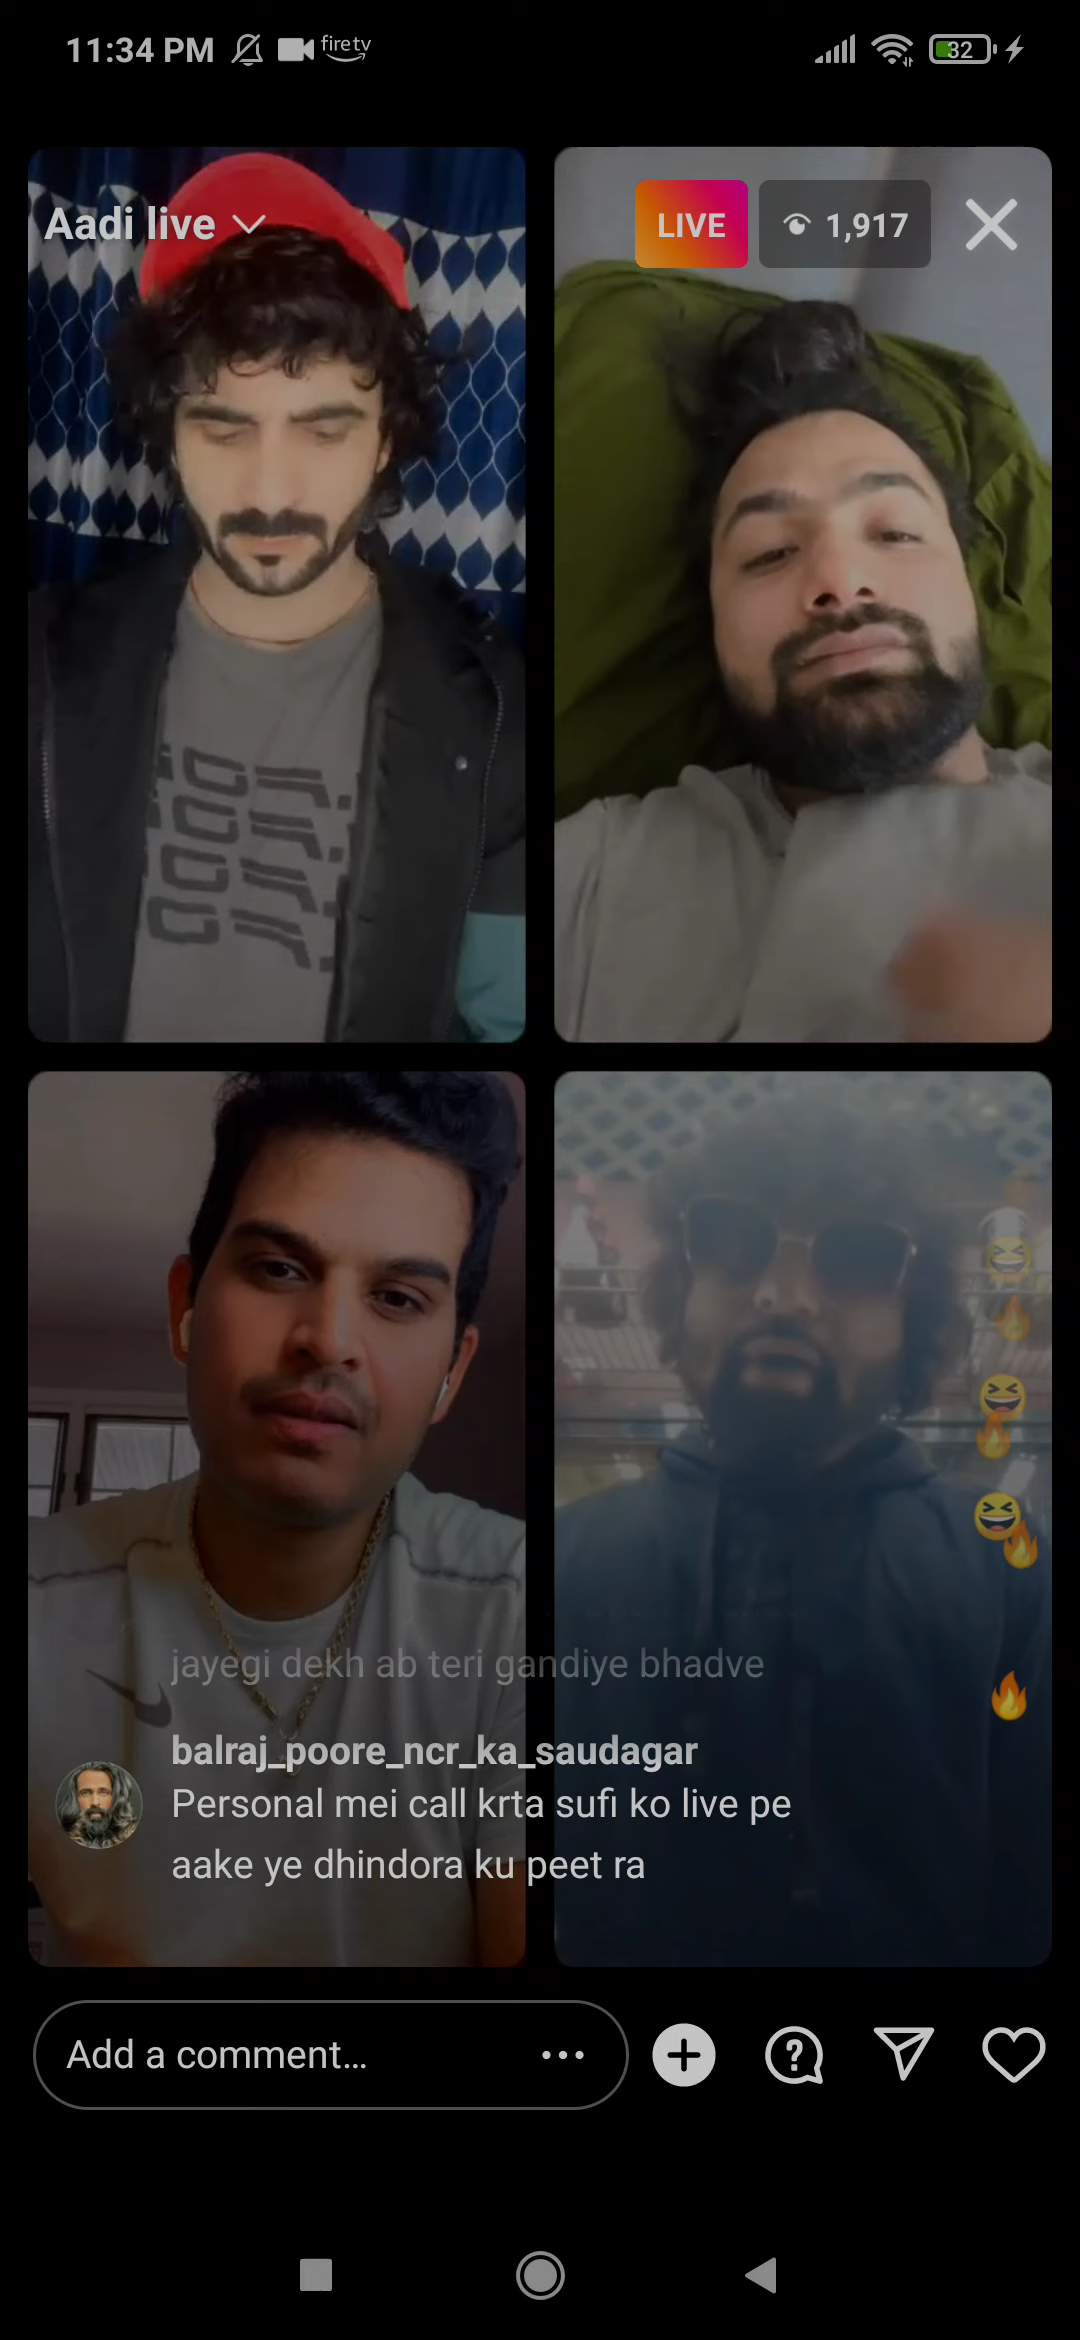 11:34 PM firetv 32
Aadi live
LIVE 1,917
jayegi dekh ab teri gandiye bhadve
balraj_poore_ncr_ka_saudagar
Personal mei call krta sufi ko live pe
aake ye dhindora ku peet ra
Add a comment...